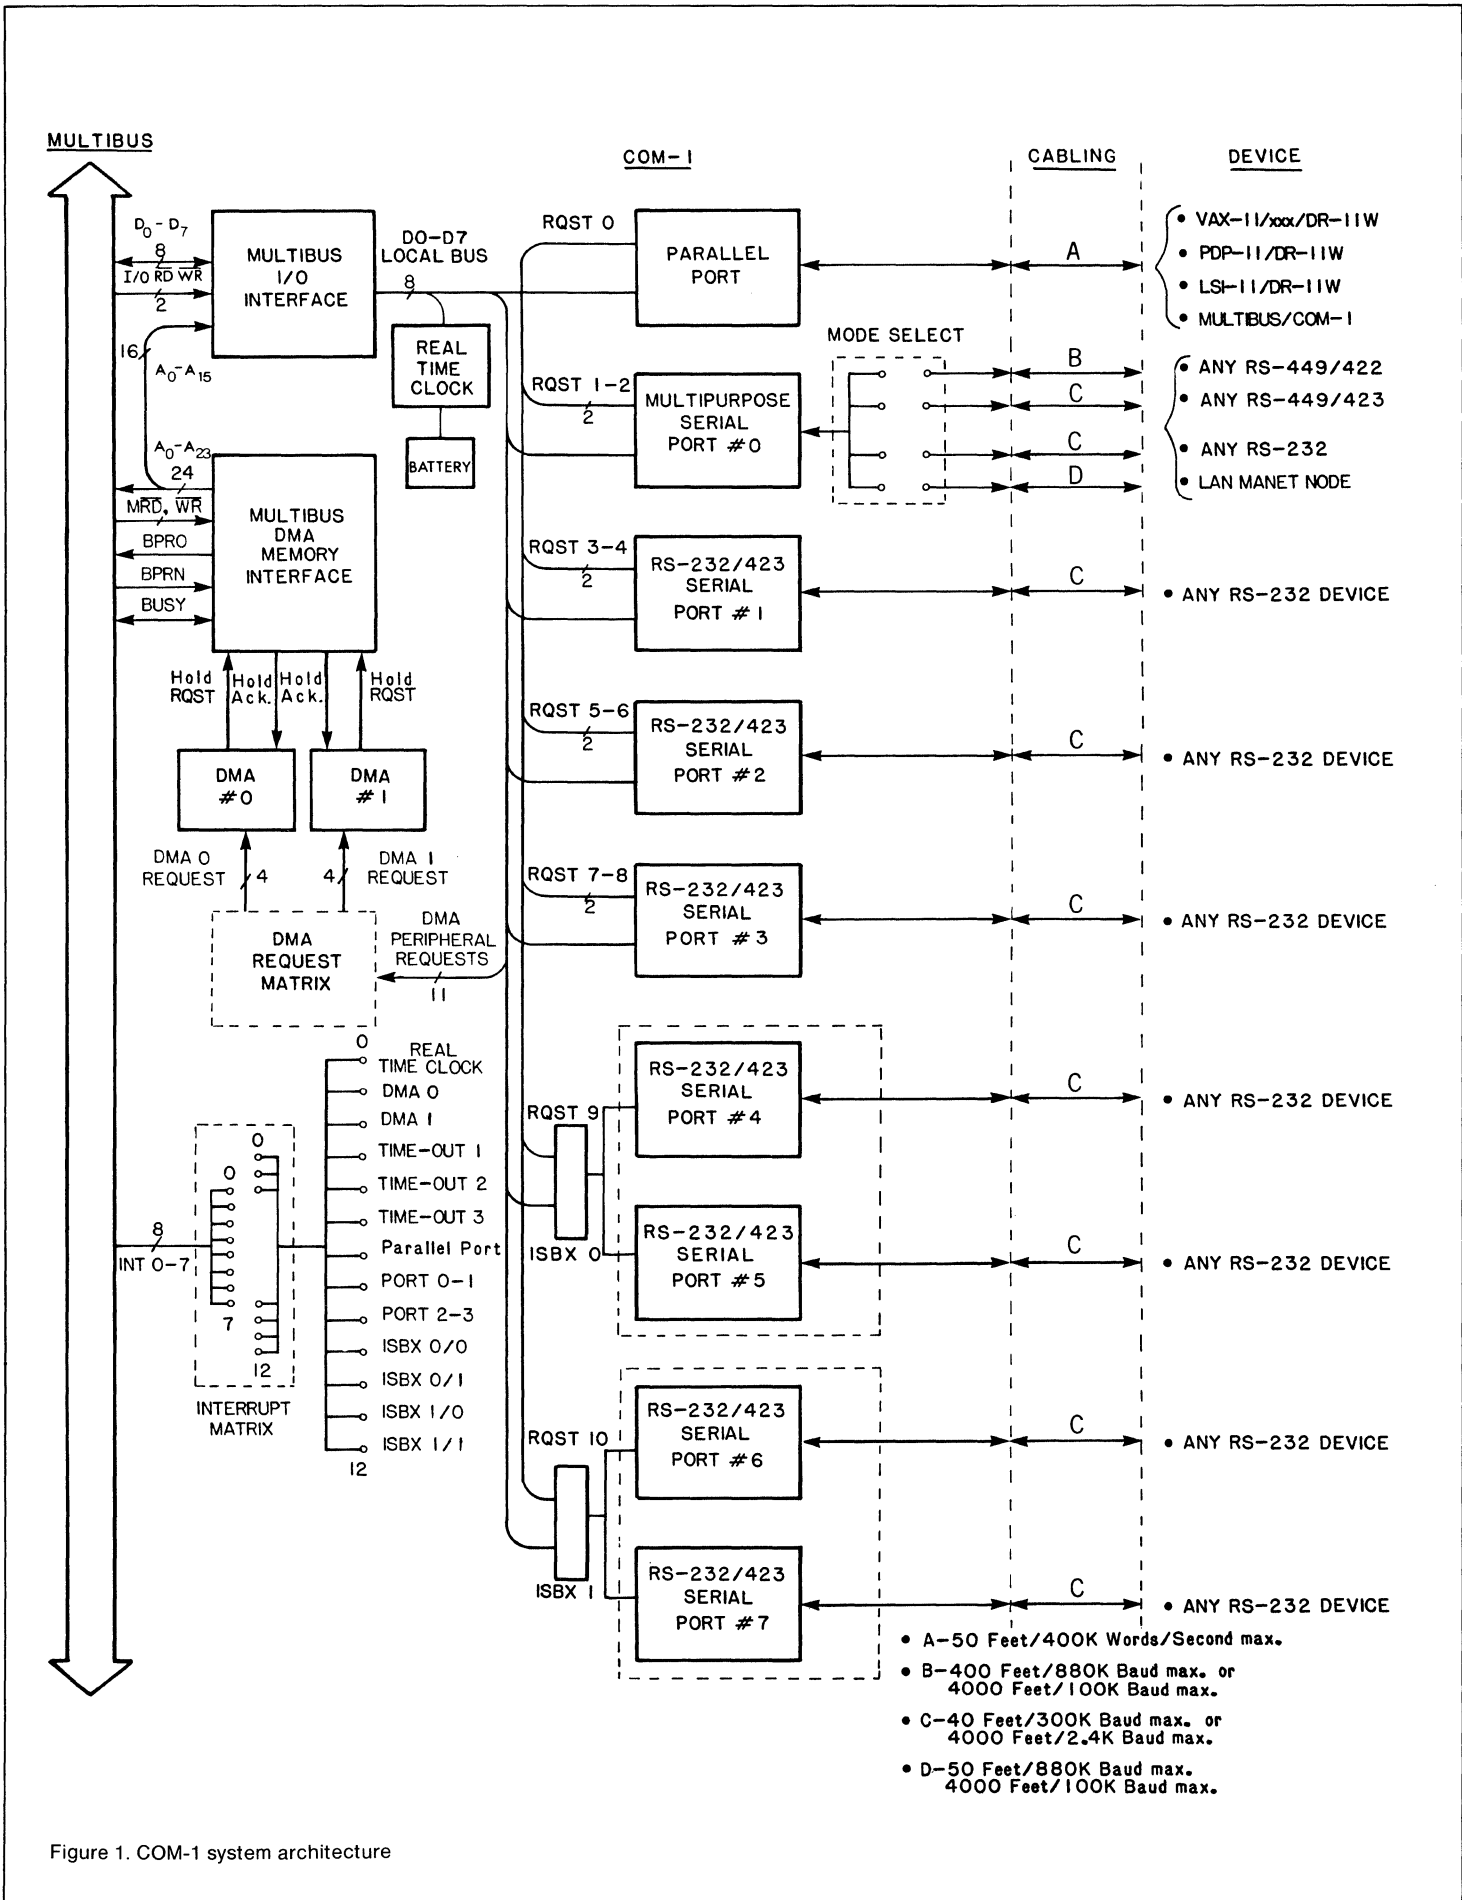 MULTIBUS
COM-1
CABLING
DEVICE
D0-D7
8
I/O RD WR
2
MULTIBUS
I/O
INTERFACE
16
A0-A15
DO-D7
LOCAL BUS
8
REAL
TIME
CLOCK
BATTERY
RQST 0
PARALLEL
PORT
A
• VAX-11/xxx/DR-11W
• PDP-11/DR-11W
• LSI-11/DR-11W
• MULTIBUS/COM-1
MODE SELECT
RQST 1-2
2
MULTIPURPOSE
SERIAL
PORT #0
B
C
C
D
• ANY RS-449/422
• ANY RS-449/423
• ANY RS-232
• LAN MANET NODE
A0-A23
24
MRD, WR
BPRO
BPRN
BUSY
MULTIBUS
DMA
MEMORY
INTERFACE
Hold
RQST
Hold
Ack.
Hold
Ack.
Hold
RQST
DMA
#0
DMA
#1
DMA 0
REQUEST
4
4
DMA 1
REQUEST
DMA
REQUEST
MATRIX
DMA
PERIPHERAL
REQUESTS
11
RQST 3-4
2
RS-232/423
SERIAL
PORT #1
C
• ANY RS-232 DEVICE
RQST 5-6
2
RS-232/423
SERIAL
PORT #2
C
• ANY RS-232 DEVICE
RQST 7-8
2
RS-232/423
SERIAL
PORT #3
C
• ANY RS-232 DEVICE
0
REAL
TIME CLOCK
DMA 0
DMA 1
TIME-OUT 1
TIME-OUT 2
TIME-OUT 3
Parallel Port
PORT 0-1
PORT 2-3
ISBX 0/0
ISBX 0/1
ISBX 1/0
ISBX 1/1
12
8
INT 0-7
0
7
0
12
INTERRUPT
MATRIX
RQST 9
ISBX 0
RS-232/423
SERIAL
PORT #4
C
• ANY RS-232 DEVICE
RS-232/423
SERIAL
PORT #5
C
• ANY RS-232 DEVICE
RQST 10
ISBX 1
RS-232/423
SERIAL
PORT #6
C
• ANY RS-232 DEVICE
RS-232/423
SERIAL
PORT #7
C
• ANY RS-232 DEVICE
• A-50 Feet/400K Words/Second max.
• B-400 Feet/880K Baud max. or
4000 Feet/100K Baud max.
• C-40 Feet/300K Baud max. or
4000 Feet/2.4K Baud max.
• D-50 Feet/880K Baud max.
4000 Feet/100K Baud max.
Figure 1. COM-1 system architecture